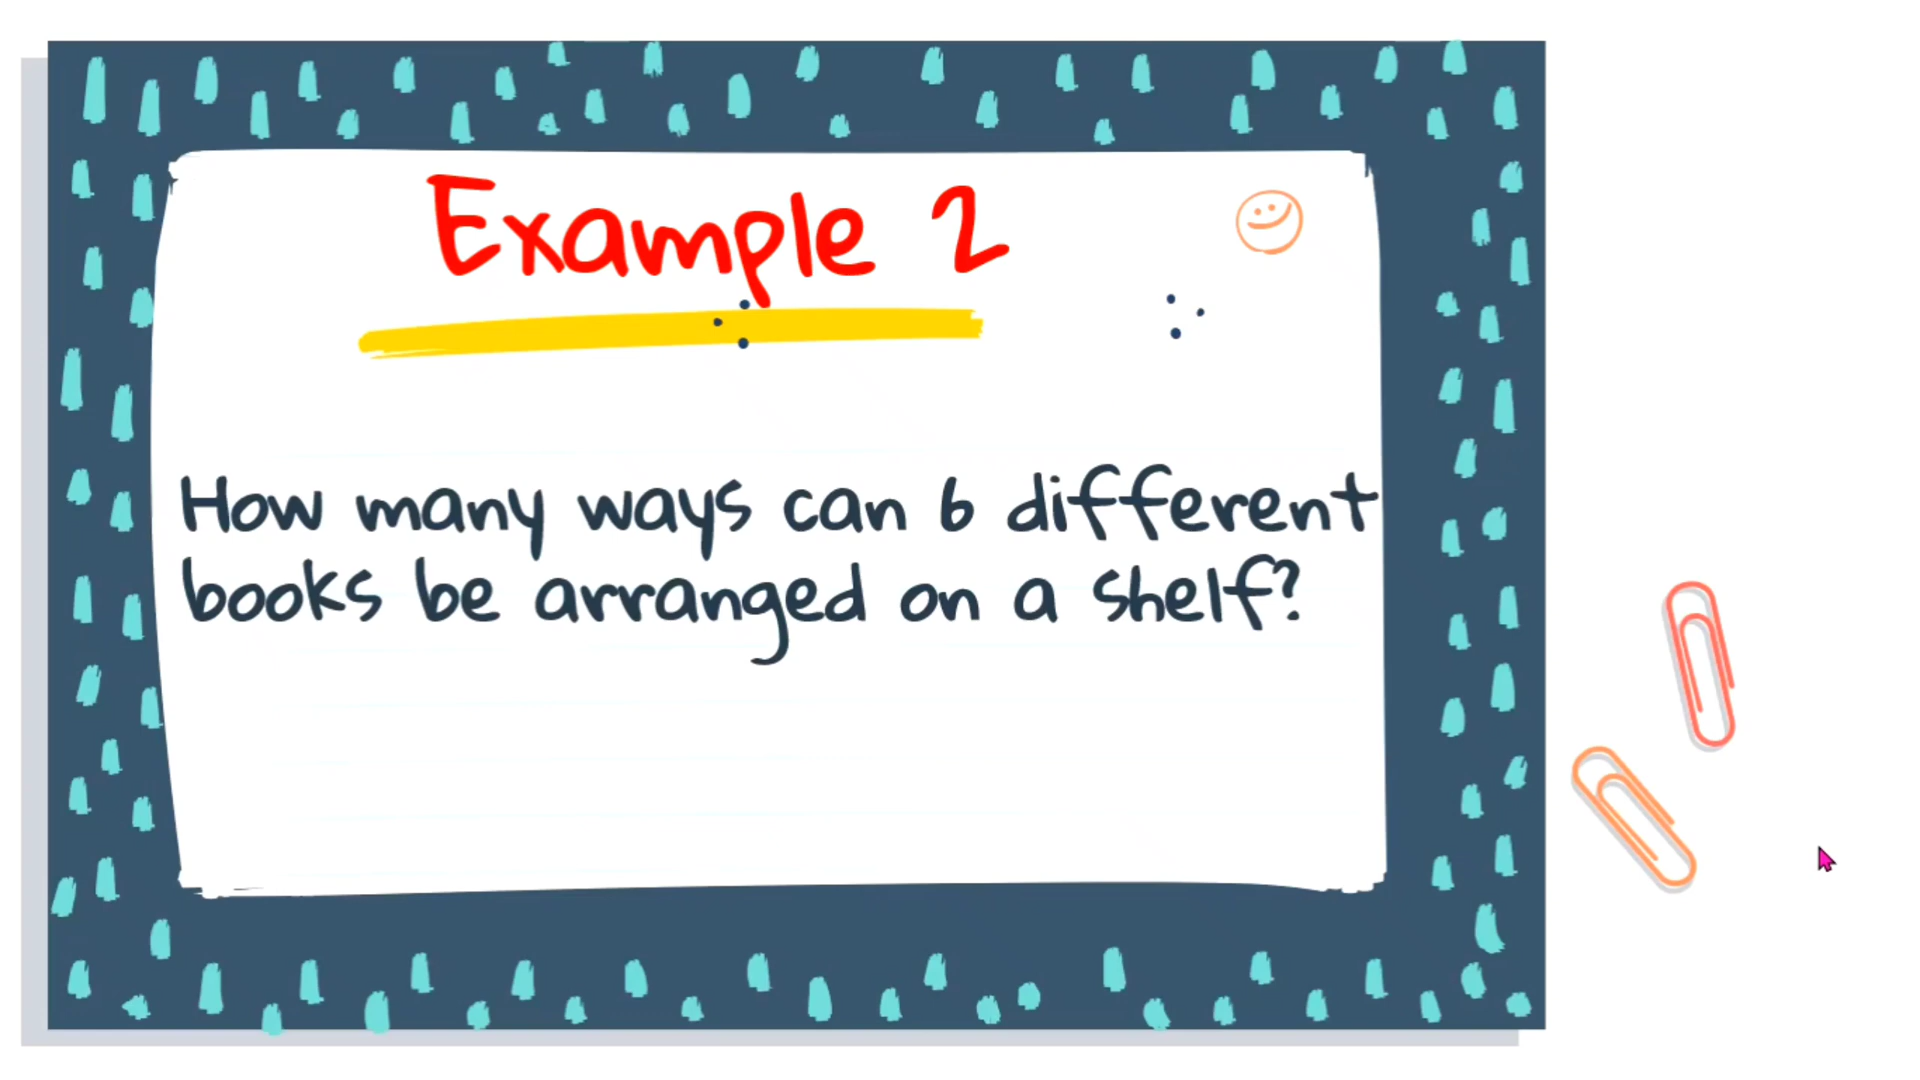 Example 2
How many ways can 6 different
books be arranged on a shelf?